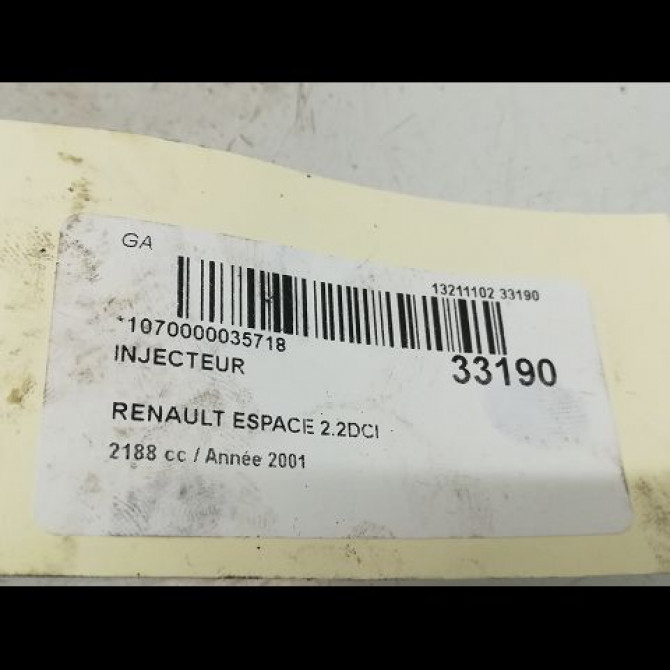 GA
13211102 33190
*1070000035718
INJECTEUR
33190
RENAULT ESPACE 2.2DCI
2188 cc / Année 2001